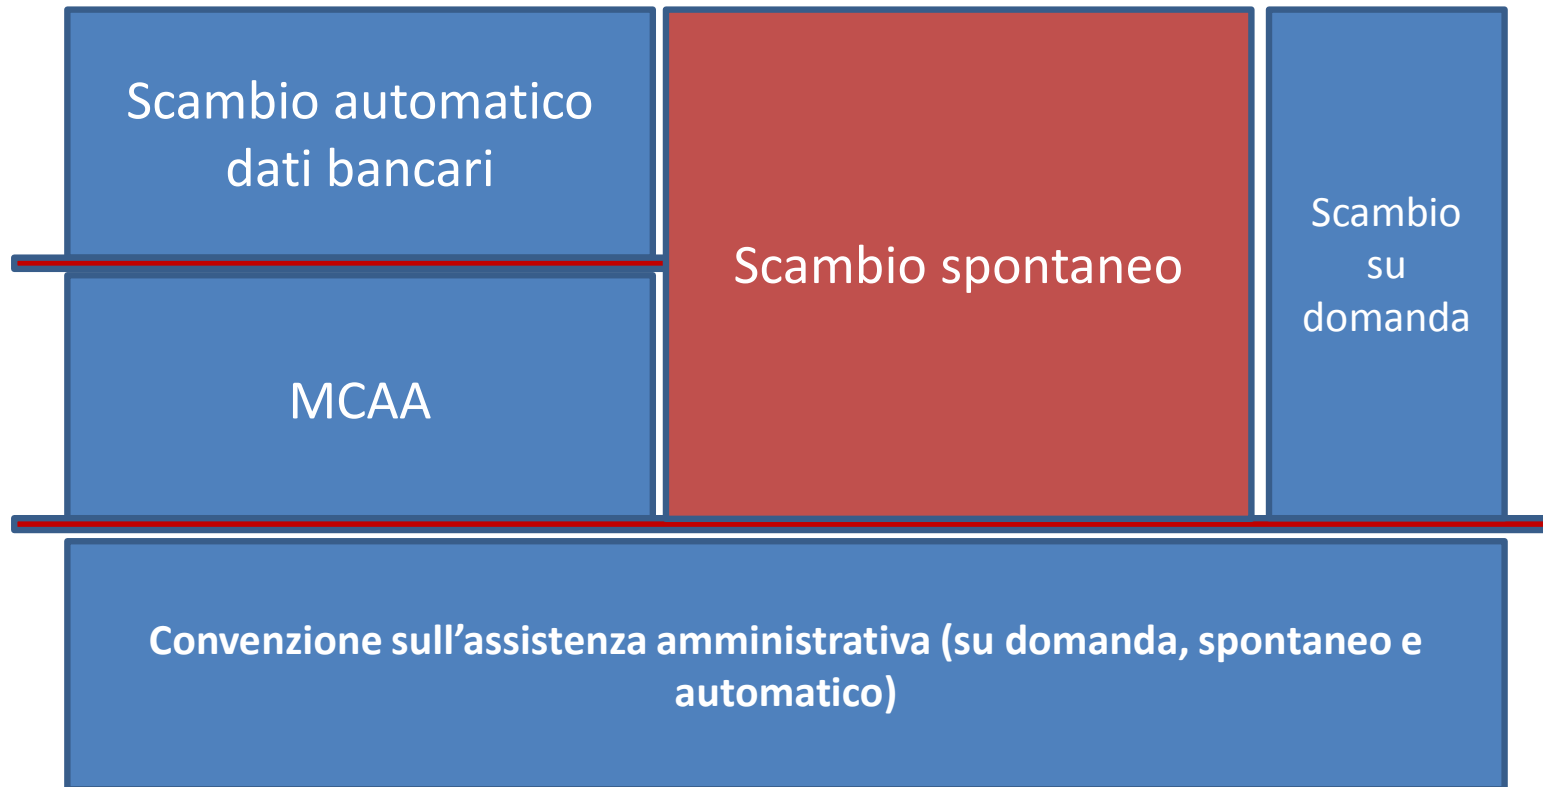 Scambio automatico
dati bancari
MCAA
Scambio spontaneo
Scambio
su
domanda
Convenzione sull’assistenza amministrativa (su domanda, spontaneo e
automatico)